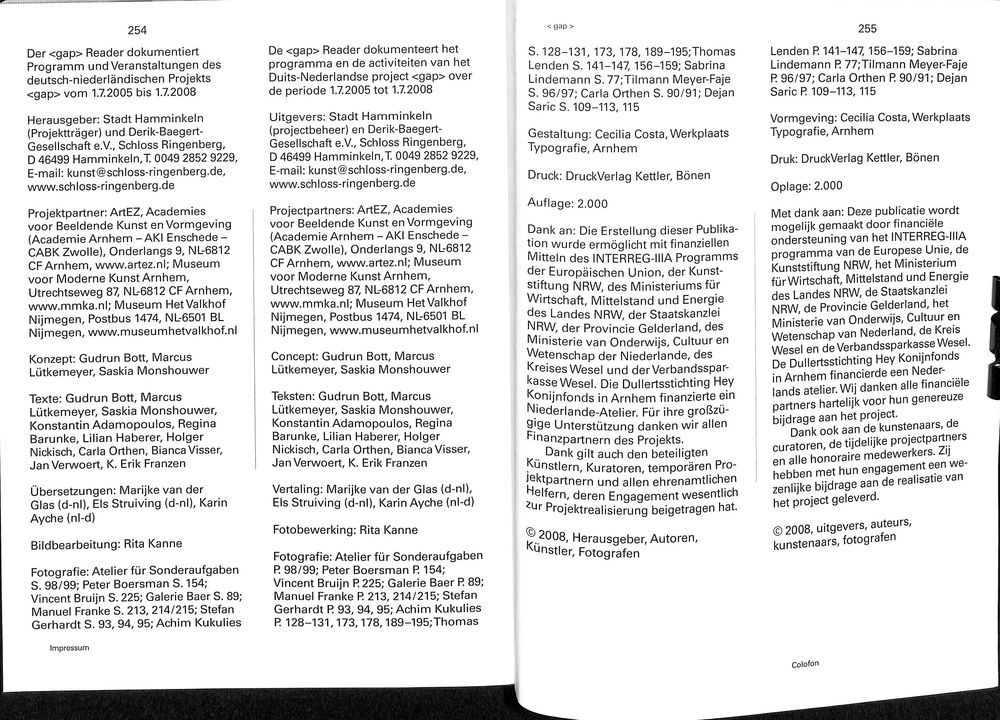 254
Der <gap> Reader dokumentiert
Programm und Veranstaltungen des
deutsch-niederländischen Projekts
<gap> vom 1.7.2005 bis 1.7.2008
Herausgeber: Stadt Hamminkeln
(Projektträger) und Derik-Baegert-
Gesellschaft e.V., Schloss Ringenberg,
D 46499 Hamminkeln, T. 0049 2852 9229,
E-mail: kunst@schloss-ringenberg.de,
www.schloss-ringenberg.de
Projektpartner: ArtEZ, Academies
voor Beeldende Kunst en Vormgeving
(Academie Arnhem – AKI Enschede –
CABK Zwolle), Onderlangs 9, NL-6812
CF Arnhem, www.artez.nl; Museum
voor Moderne Kunst Arnhem,
Utrechtseweg 87, NL-6812 CF Arnhem,
www.mmka.nl; Museum Het Valkhof
Nijmegen, Postbus 1474, NL-6501 BL
Nijmegen, www.museumhetvalkhof.nl
Konzept: Gudrun Bott, Marcus
Lütkemeyer, Saskia Monshouwer
Texte: Gudrun Bott, Marcus
Lütkemeyer, Saskia Monshouwer,
Konstantin Adamopoulos, Regina
Barunke, Lilian Haberer, Holger
Nickisch, Carla Orthen, Bianca Visser,
Jan Verwoert, K. Erik Franzen
Übersetzungen: Marijke van der
Glas (d-nl), Els Struiving (d-nl), Karin
Ayche (nl-d)
Bildbearbeitung: Rita Kanne
Fotografie: Atelier für Sonderaufgaben
S. 98/99; Peter Boersman S. 154;
Vincent Bruijn S. 225; Galerie Baer S. 89;
Manuel Franke S. 213, 214/215; Stefan
Gerhardt S. 93, 94, 95; Achim Kukulies
Impressum
De <gap> Reader dokumenteert het
programma en de activiteiten van het
Duits-Nederlandse project <gap> over
de periode 1.7.2005 tot 1.7.2008
Uitgevers: Stadt Hamminkeln
(projectbeheer) en Derik-Baegert-
Gesellschaft e.V., Schloss Ringenberg,
D 46499 Hamminkeln, T. 0049 2852 9229,
E-mail: kunst@schloss-ringenberg.de,
www.schloss-ringenberg.de
Projectpartners: ArtEZ, Academies
voor Beeldende Kunst en Vormgeving
(Academie Arnhem – AKI Enschede –
CABK Zwolle), Onderlangs 9, NL-6812
CF Arnhem, www.artez.nl; Museum
voor Moderne Kunst Arnhem,
Utrechtseweg 87, NL-6812 CF Arnhem,
www.mmka.nl; Museum Het Valkhof
Nijmegen, Postbus 1474, NL-6501 BL
Nijmegen, www.museumhetvalkhof.nl
Concept: Gudrun Bott, Marcus
Lütkemeyer, Saskia Monshouwer
Teksten: Gudrun Bott, Marcus
Lütkemeyer, Saskia Monshouwer,
Konstantin Adamopoulos, Regina
Barunke, Lilian Haberer, Holger
Nickisch, Carla Orthen, Bianca Visser,
Jan Verwoert, K. Erik Franzen
Vertaling: Marijke van der Glas (d-nl),
Els Struiving (d-nl), Karin Ayche (nl-d)
Fotobewerking: Rita Kanne
Fotografie: Atelier für Sonderaufgaben
P. 98/99; Peter Boersman P. 154;
Vincent Bruijn P. 225; Galerie Baer P. 89;
Manuel Franke P. 213, 214/215; Stefan
Gerhardt P. 93, 94, 95; Achim Kukulies
P. 128–131, 173, 178, 189–195; Thomas
< gap >
255
S. 128–131, 173, 178, 189–195; Thomas
Lenden S. 141–147, 156–159; Sabrina
Lindemann S. 77; Tilmann Meyer-Faje
S. 96/97; Carla Orthen S. 90/91; Dejan
Saric S. 109–113, 115
Gestaltung: Cecilia Costa, Werkplaats
Typografie, Arnhem
Druck: DruckVerlag Kettler, Bönen
Auflage: 2.000
Dank an: Die Erstellung dieser Publika-
tion wurde ermöglicht mit finanziellen
Mitteln des INTERREG-IIIA Programms
der Europäischen Union, der Kunst-
stiftung NRW, des Ministeriums für
Wirtschaft, Mittelstand und Energie
des Landes NRW, der Staatskanzlei
NRW, der Provincie Gelderland, des
Ministerie van Onderwijs, Cultuur en
Wetenschap der Niederlande, des
Kreises Wesel und der Verbandsspar-
kasse Wesel. Die Dullertsstichting Hey
Konijnfonds in Arnhem finanzierte ein
Niederlande-Atelier. Für ihre großzü-
gige Unterstützung danken wir allen
Finanzpartnern des Projekts.
Dank gilt auch den beteiligten
Künstlern, Kuratoren, temporären Pro-
jektpartnern und allen ehrenamtlichen
Helfern, deren Engagement wesentlich
zur Projektrealisierung beigetragen hat.
© 2008, Herausgeber, Autoren,
Künstler, Fotografen
Lenden P. 141–147, 156–159; Sabrina
Lindemann P. 77; Tilmann Meyer-Faje
P. 96/97; Carla Orthen P. 90/91; Dejan
Saric P. 109–113, 115
Vormgeving: Cecilia Costa, Werkplaats
Typografie, Arnhem
Druk: DruckVerlag Kettler, Bönen
Oplage: 2.000
Met dank aan: Deze publicatie wordt
mogelijk gemaakt door financiële
ondersteuning van het INTERREG-IIIA
programma van de Europese Unie, de
Kunststiftung NRW, het Ministerium
für Wirtschaft, Mittelstand und Energie
des Landes NRW, de Staatskanzlei
NRW, de Provincie Gelderland, het
Ministerie van Onderwijs, Cultuur en
Wetenschap van Nederland, de Kreis
Wesel en de Verbandssparkasse Wesel.
De Dullertsstichting Hey Konijnfonds
in Arnhem financierde een Neder-
lands atelier. Wij danken alle financiële
partners hartelijk voor hun genereuze
bijdrage aan het project.
Dank ook aan de kunstenaars, de
curatoren, de tijdelijke projectpartners
en alle honoraire medewerkers. Zij
hebben met hun engagement een we-
zenlijke bijdrage aan de realisatie van
het project geleverd.
© 2008, uitgevers, auteurs,
kunstenaars, fotografen
Colofon